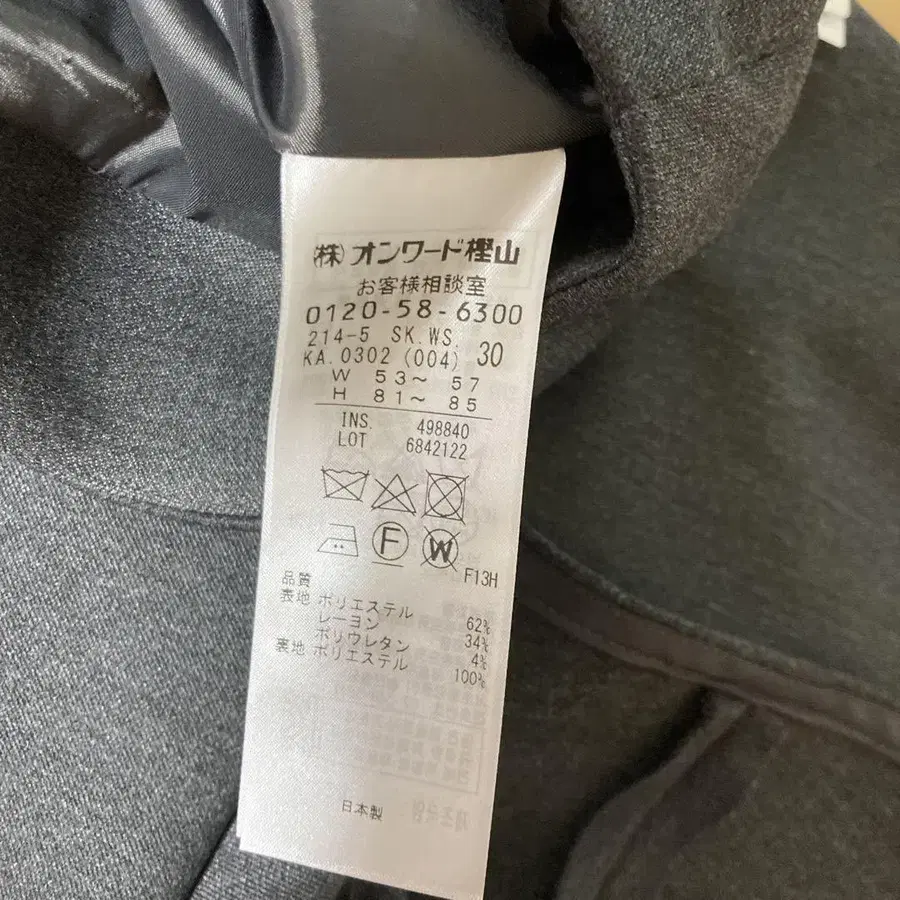 (株)オンワード樫山
お客様相談室
0120-58-6300
214-5 SK.WS.
KA.0302 (004) 30
W 53〜 57
H 81〜 85
INS. 498840
LOT 6842122
F W
F13H
品質
表地 ポリエステル 62%
レーヨン 34%
ポリウレタン 4%
表地 ポリエステル 100%
日本製